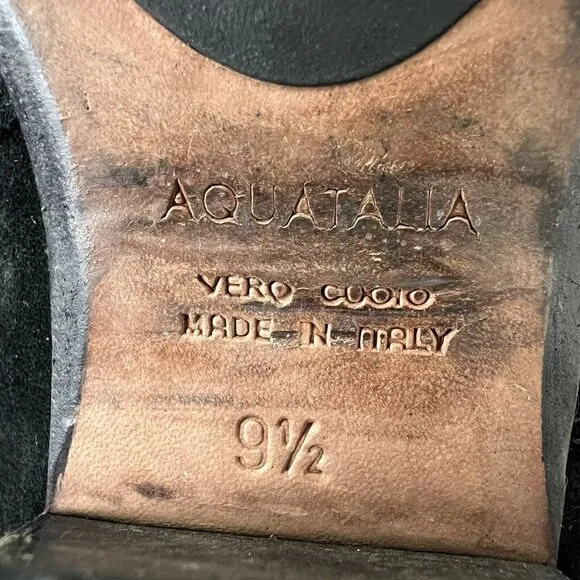 AQUATALIA
VERO CUOIO
MADE IN ITALY
9½